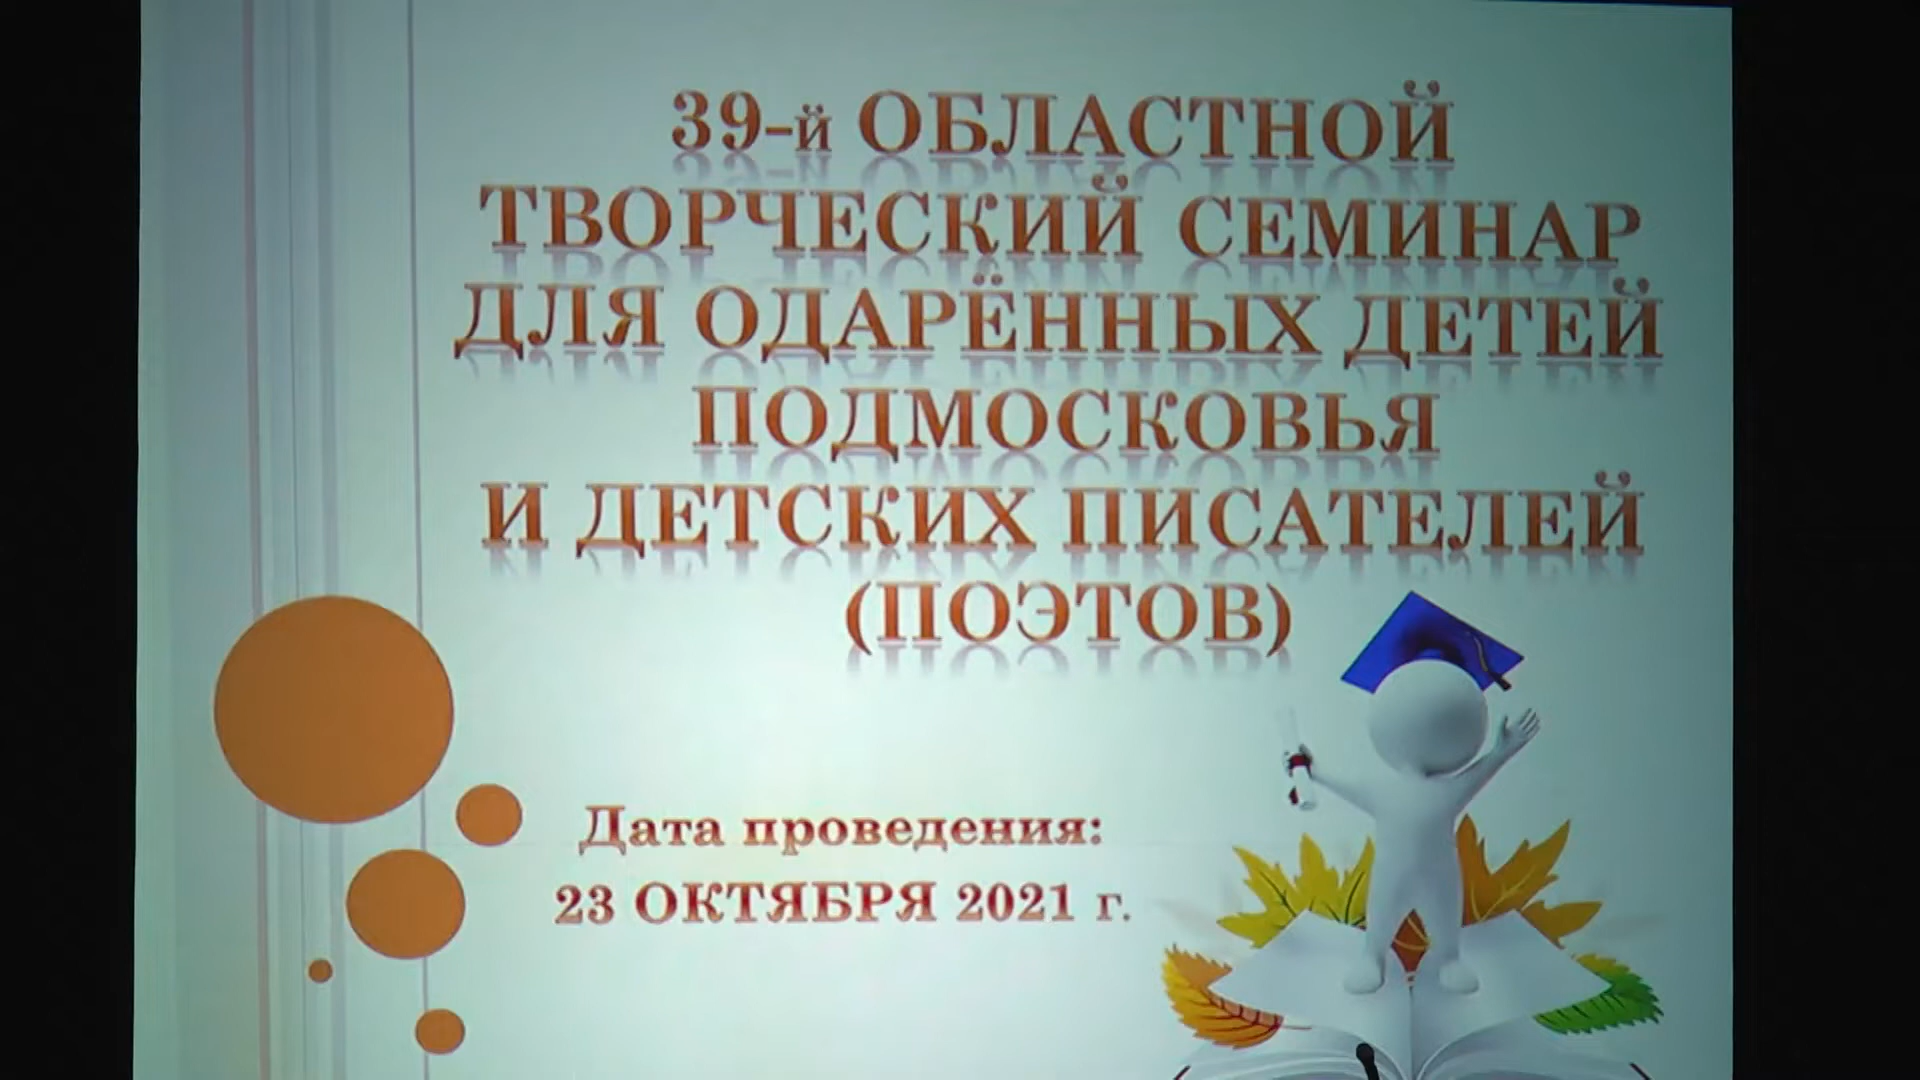 39-й ОБЛАСТНОЙ
ТВОРЧЕСКИЙ СЕМИНАР
ДЛЯ ОДАРЁННЫХ ДЕТЕЙ
ПОДМОСКОВЬЯ
И ДЕТСКИХ ПИСАТЕЛЕЙ
(ПОЭТОВ)
Дата проведения:
23 ОКТЯБРЯ 2021 г.